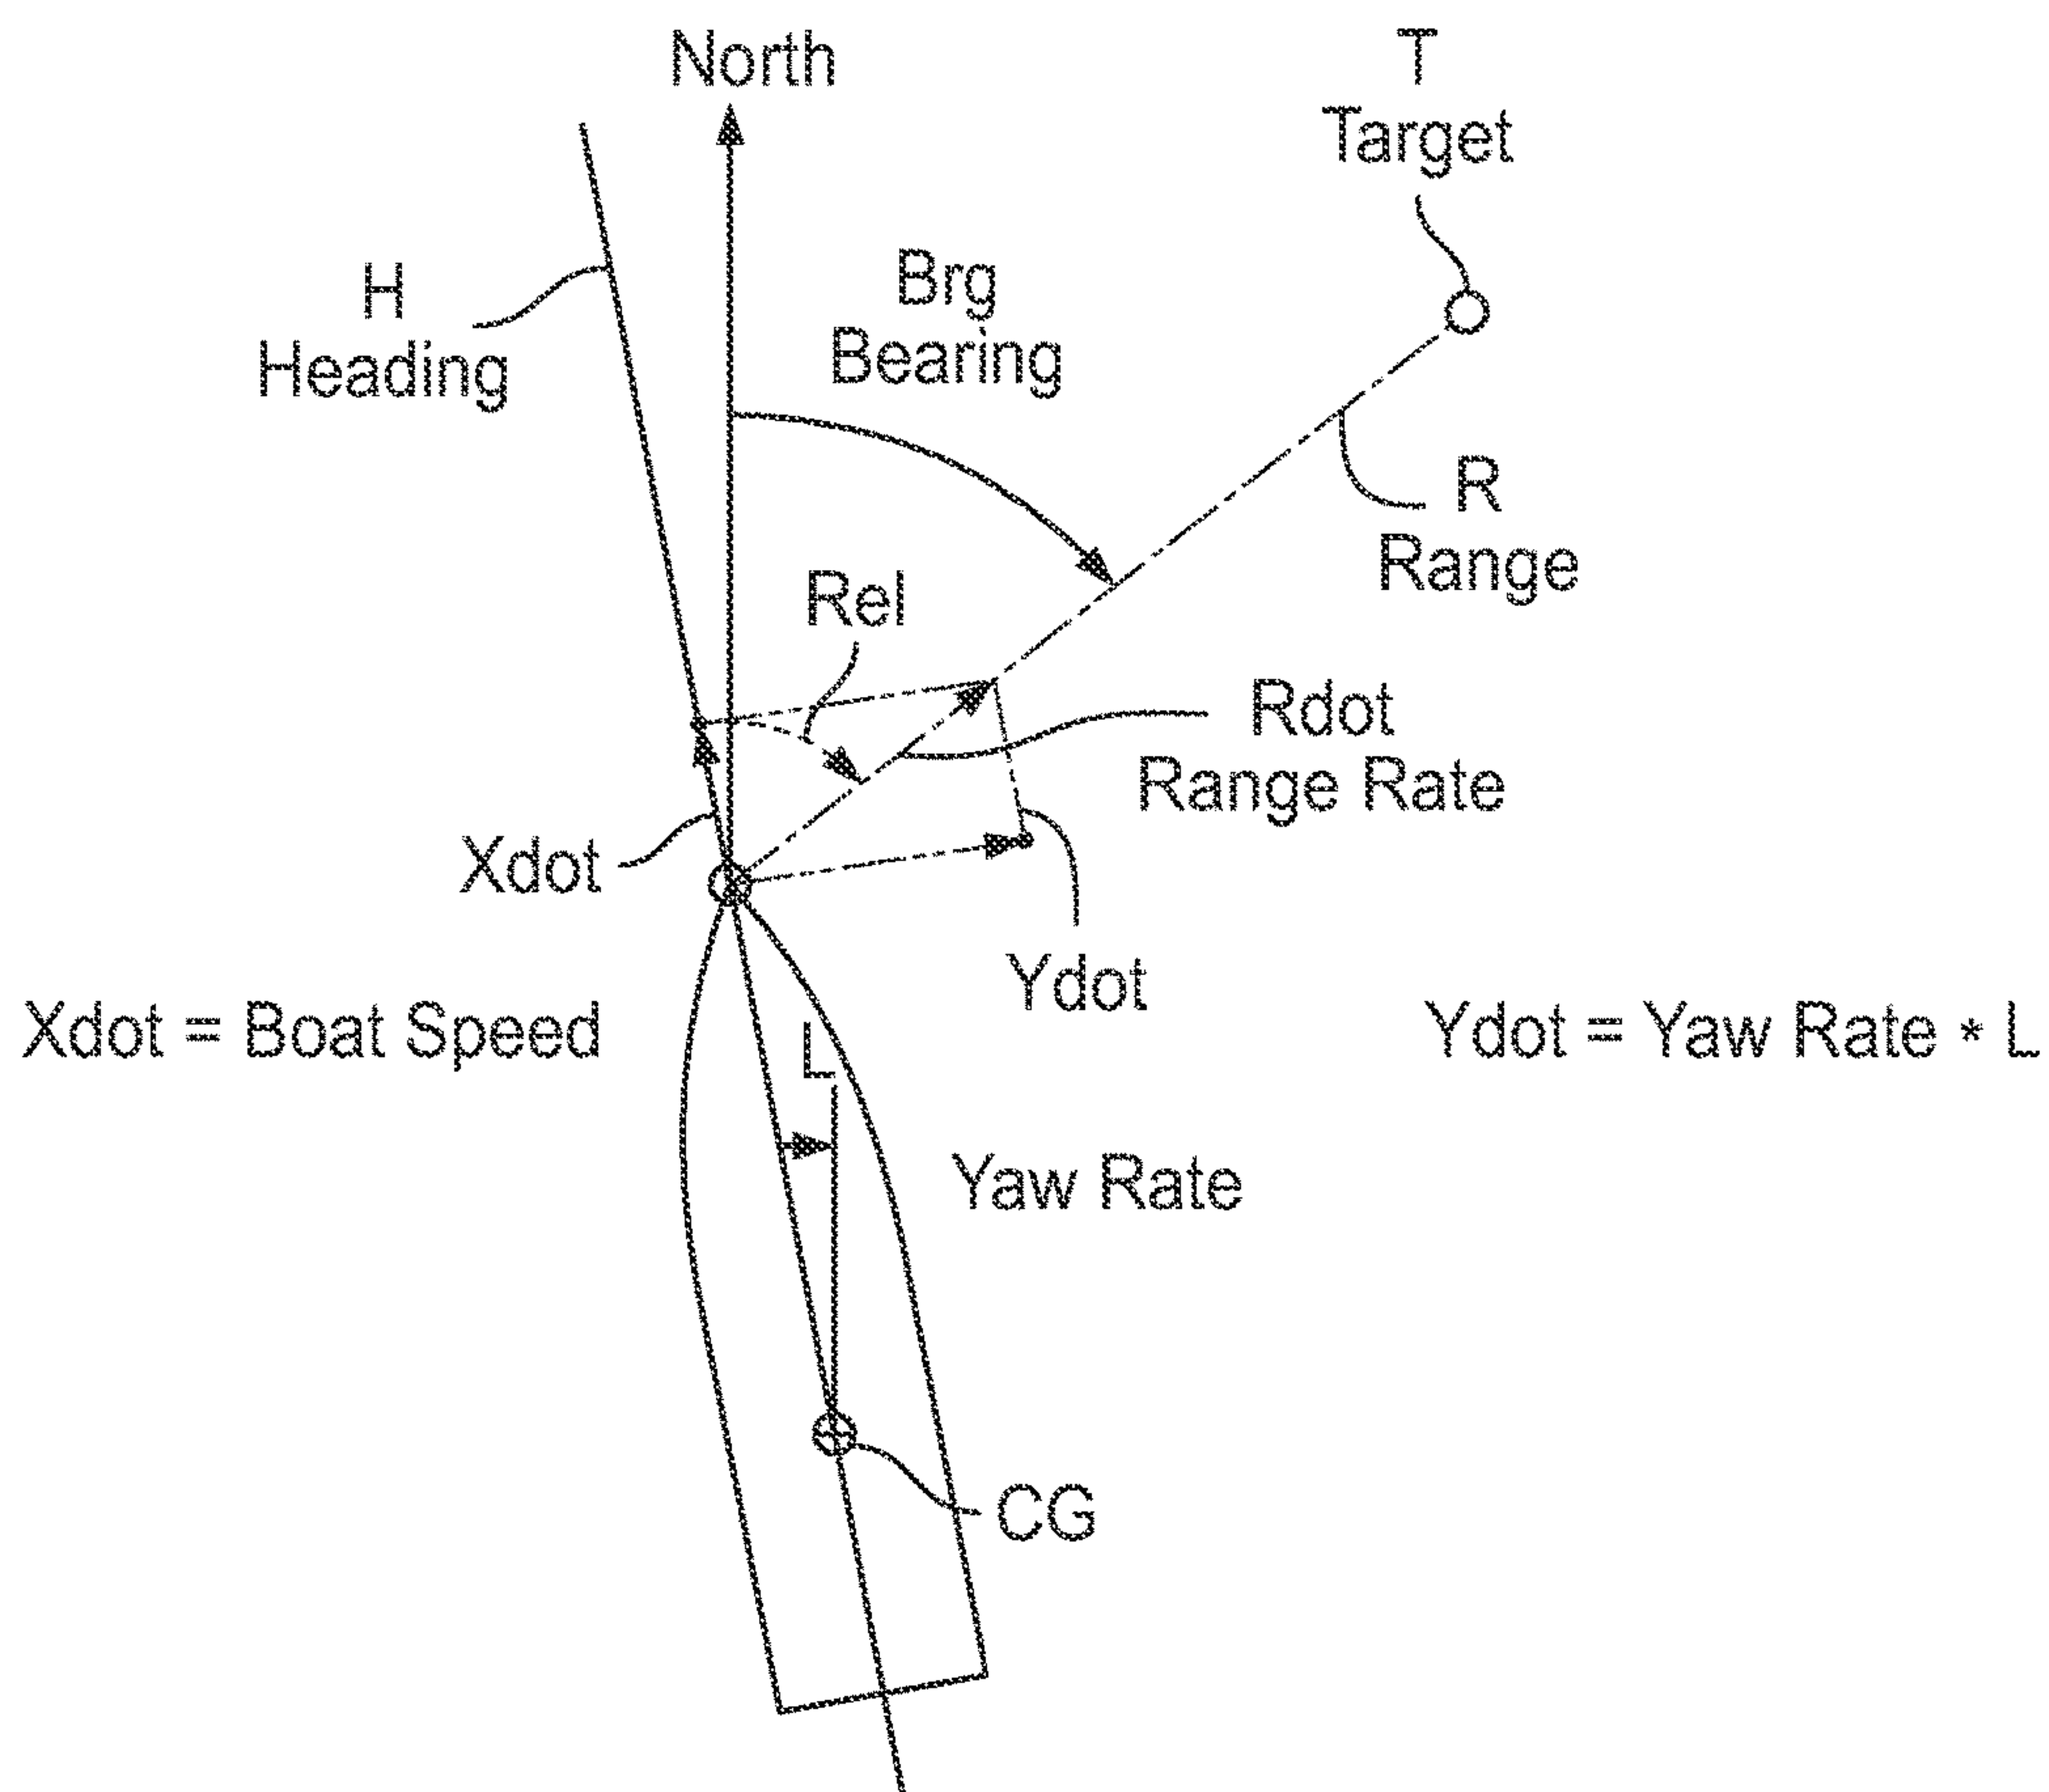 North
T
Target
H
Heading
Brg
Bearing
R
Range
Rel
Rdot
Range Rate
Xdot
Ydot
Xdot = Boat Speed
L
Ydot = Yaw Rate * L
Yaw Rate
CG